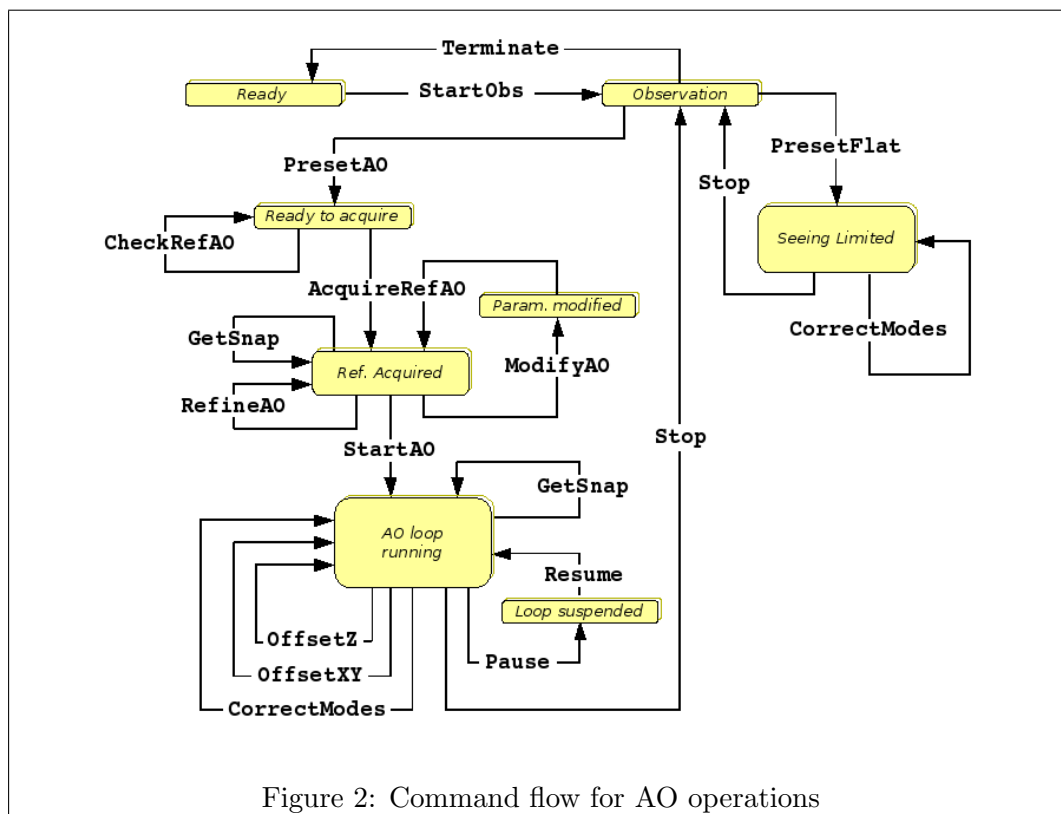 Terminate
Ready
StartObs
Observation
PresetAO
PresetFlat
Stop
Ready to acquire
CheckRefAO
Seeing Limited
AcquireRefAO
Param. modified
GetSnap
CorrectModes
Ref. Acquired
ModifyAO
RefineAO
StartAO
Stop
GetSnap
AO loop
running
Resume
Loop suspended
OffsetZ
Pause
OffsetXY
CorrectModes
Figure 2: Command flow for AO operations